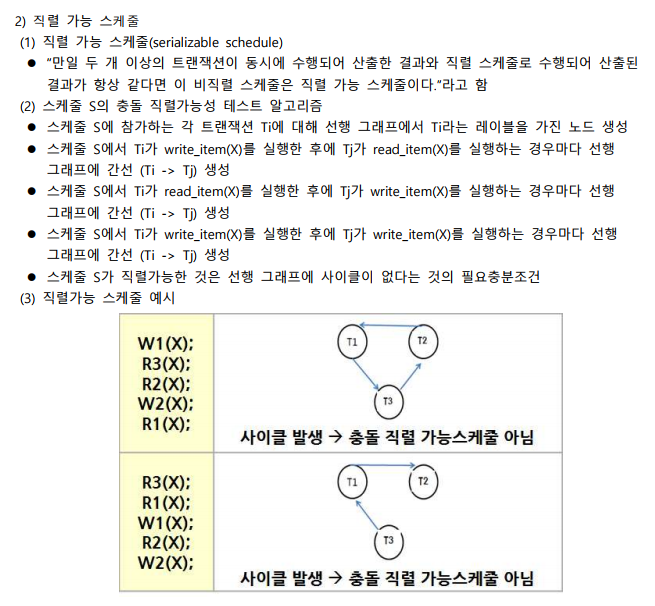 2) 직렬 가능 스케줄
(1) 직렬 가능 스케줄(serializable schedule)
● "만일 두 개 이상의 트랜잭션이 동시에 수행되어 산출한 결과와 직렬 스케줄로 수행되어 산출된
결과가 항상 같다면 이 비직렬 스케줄은 직렬 가능 스케줄이다."라고 함
(2) 스케줄 S의 충돌 직렬가능성 테스트 알고리즘
● 스케줄 S에 참가하는 각 트랜잭션 Ti에 대해 선행 그래프에서 Ti라는 레이블을 가진 노드 생성
● 스케줄 S에서 Ti가 write_item(X)를 실행한 후에 Tj가 read_item(X)를 실행하는 경우마다 선행
그래프에 간선 (Ti -> Tj) 생성
● 스케줄 S에서 Ti가 read_item(X)를 실행한 후에 Tj가 write_item(X)를 실행하는 경우마다 선행
그래프에 간선 (Ti -> Tj) 생성
● 스케줄 S에서 Ti가 write_item(X)를 실행한 후에 Tj가 write_item(X)를 실행하는 경우마다 선행
그래프에 간선 (Ti -> Tj) 생성
● 스케줄 S가 직렬가능한 것은 선행 그래프에 사이클이 없다는 것의 필요충분조건
(3) 직렬가능 스케줄 예시
W1(X);
R3(X);
R2(X);
W2(X);
R1(X);
T1
T2
T3
사이클 발생 → 충돌 직렬 가능스케줄 아님
R3(X);
R1(X);
W1(X);
R2(X);
W2(X);
T1
T2
T3
사이클 발생 → 충돌 직렬 가능스케줄 아님